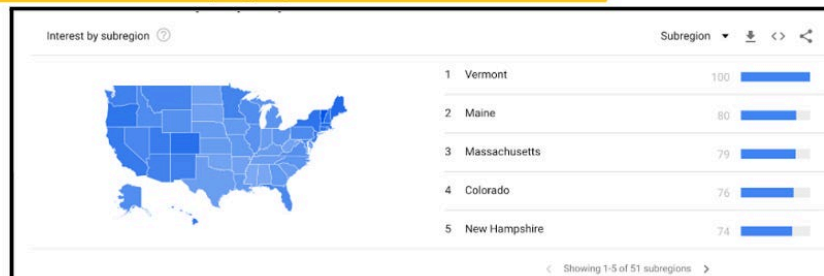 Interest by subregion
Subregion
1 Vermont 100
2 Maine 80
3 Massachusetts 79
4 Colorado 76
5 New Hampshire 74
Showing 1-5 of 51 subregions